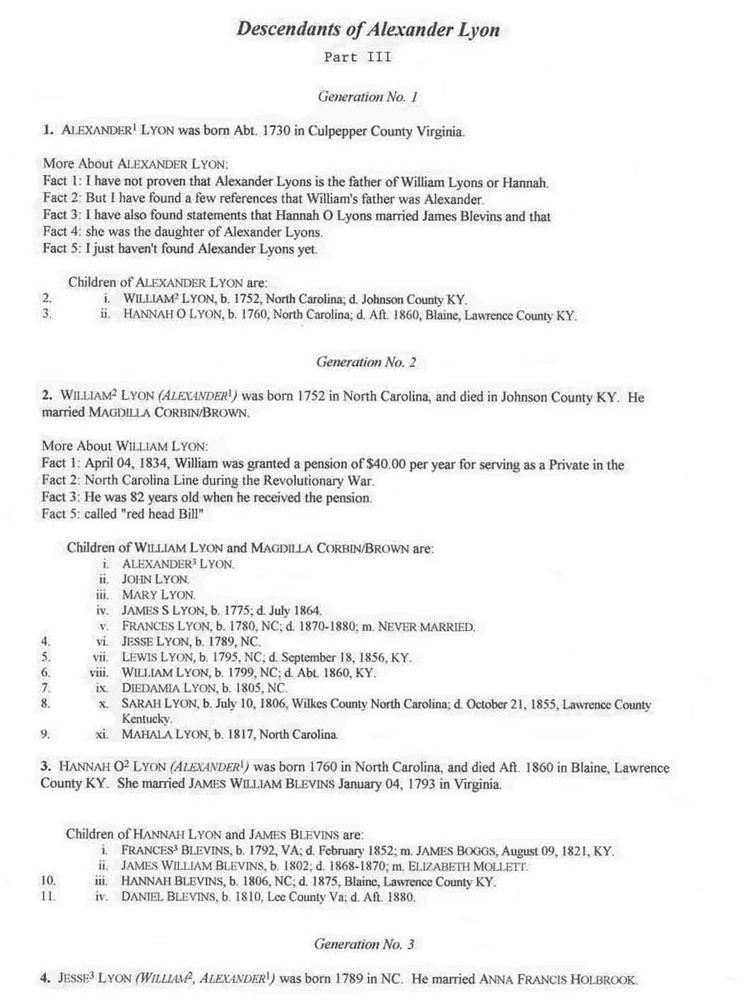 Descendants of Alexander Lyon
Part III
Generation No. 1
1. ALEXANDER¹ LYON was born Abt. 1730 in Culpepper County Virginia.
More About ALEXANDER LYON:
Fact 1: I have not proven that Alexander Lyons is the father of William Lyons or Hannah.
Fact 2: But I have found a few references that William's father was Alexander.
Fact 3: I have also found statements that Hannah O Lyons married James Blevins and that
Fact 4: she was the daughter of Alexander Lyons.
Fact 5: I just haven't found Alexander Lyons yet.
Children of ALEXANDER LYON are:
2. i. WILLIAM² LYON, b. 1752, North Carolina; d. Johnson County KY.
3. ii. HANNAH O LYON, b. 1760, North Carolina; d. Aft. 1860, Blaine, Lawrence County KY.
Generation No. 2
2. WILLIAM² LYON (ALEXANDER¹) was born 1752 in North Carolina, and died in Johnson County KY. He
married MAGDILLA CORBIN/BROWN.
More About WILLIAM LYON:
Fact 1: April 04, 1834, William was granted a pension of $40.00 per year for serving as a Private in the
Fact 2: North Carolina Line during the Revolutionary War.
Fact 3: He was 82 years old when he received the pension.
Fact 5: called "red head Bill"
Children of WILLIAM LYON and MAGDILLA CORBIN/BROWN are:
i. ALEXANDER³ LYON.
ii. JOHN LYON.
iii. MARY LYON.
iv. JAMES S LYON, b. 1775; d. July 1864.
v. FRANCES LYON, b. 1780, NC; d. 1870-1880; m. NEVER MARRIED.
4. vi. JESSE LYON, b. 1789, NC.
5. vii. LEWIS LYON, b. 1795, NC; d. September 18, 1856, KY.
6. viii. WILLIAM LYON, b. 1799, NC; d. Abt. 1860, KY.
7. ix. DIEDAMIA LYON, b. 1805, NC.
8. x. SARAH LYON, b. July 10, 1806, Wilkes County North Carolina; d. October 21, 1855, Lawrence County
Kentucky.
9. xi. MAHALA LYON, b. 1817, North Carolina.
3. HANNAH O² LYON (ALEXANDER¹) was born 1760 in North Carolina, and died Aft. 1860 in Blaine, Lawrence
County KY. She married JAMES WILLIAM BLEVINS January 04, 1793 in Virginia.
Children of HANNAH LYON and JAMES BLEVINS are:
i. FRANCES³ BLEVINS, b. 1792, VA; d. February 1852; m. JAMES BOGGS, August 09, 1821, KY.
ii. JAMES WILLIAM BLEVINS, b. 1802; d. 1868-1870; m. ELIZABETH MOLLETT.
10. iii. HANNAH BLEVINS, b. 1806, NC; d. 1875, Blaine, Lawrence County KY.
11. iv. DANIEL BLEVINS, b. 1810, Lee County Va; d. Aft. 1880.
Generation No. 3
4. JESSE³ LYON (WILLIAM², ALEXANDER¹) was born 1789 in NC. He married ANNA FRANCIS HOLBROOK.